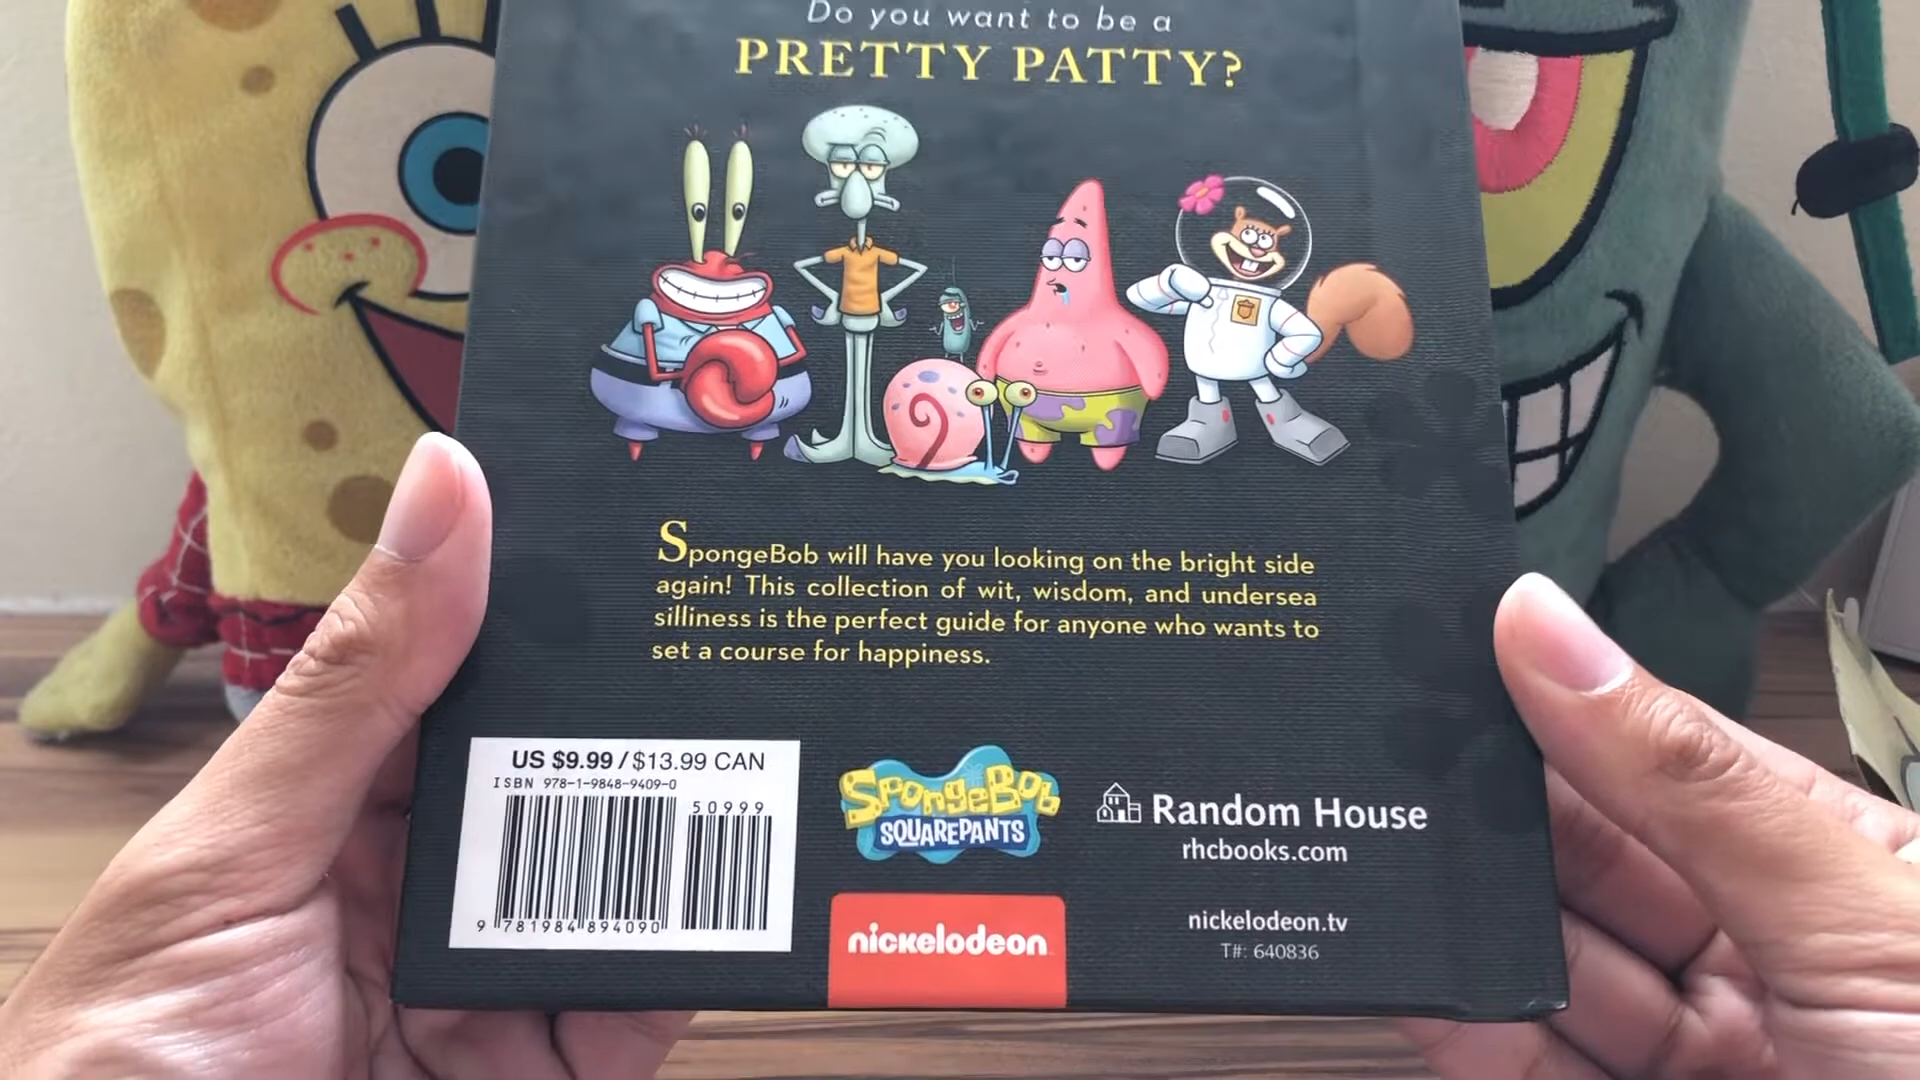 Do you want to be a
PRETTY PATTY?
SpongeBob will have you looking on the bright side
again! This collection of wit, wisdom, and undersea
silliness is the perfect guide for anyone who wants to
set a course for happiness.
US $9.99 / $13.99 CAN
ISBN 978-1-9848-9409-0
50999
9 781984 894090
SpongeBob
SQUAREPANTS
nickelodeon
Random House
rhcbooks.com
nickelodeon.tv
T#: 640836